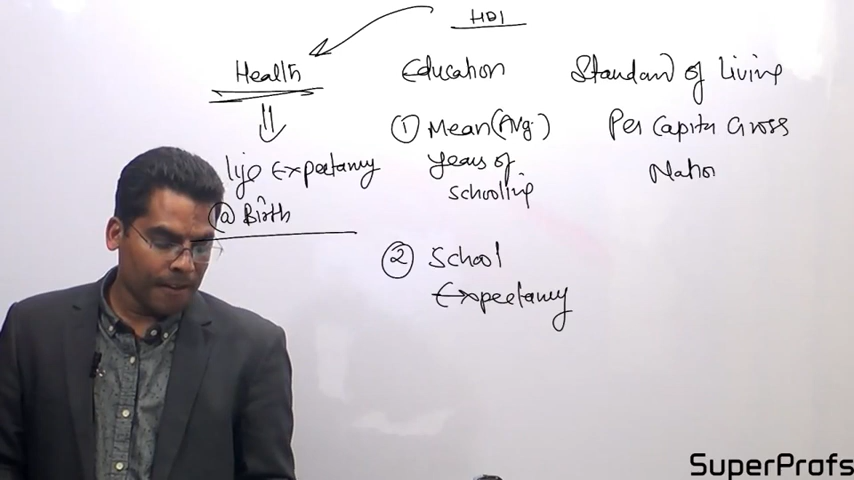 HDI
Health
Education
Standard of Living
① Mean (Avg.)
years of
schooling
Per Capita Gross
Nation
life Expectancy
@ Birth
② School
Expectancy
SuperProfs